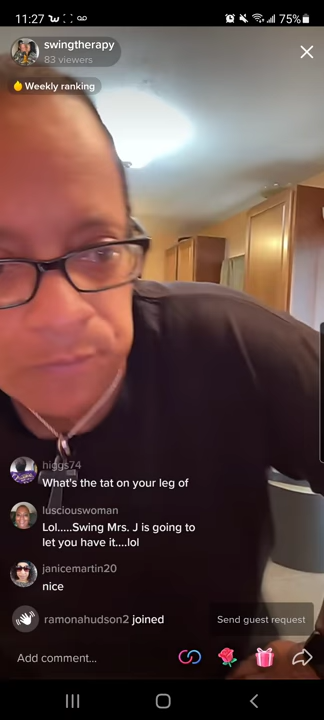 11:27
75%
swingtherapy
83 viewers
Weekly ranking
higgs74
What's the tat on your leg of
lusciouswoman
Lol.....Swing Mrs. J is going to
let you have it....lol
janicemartin20
nice
ramonahudson2 joined
Send guest request
Add comment...